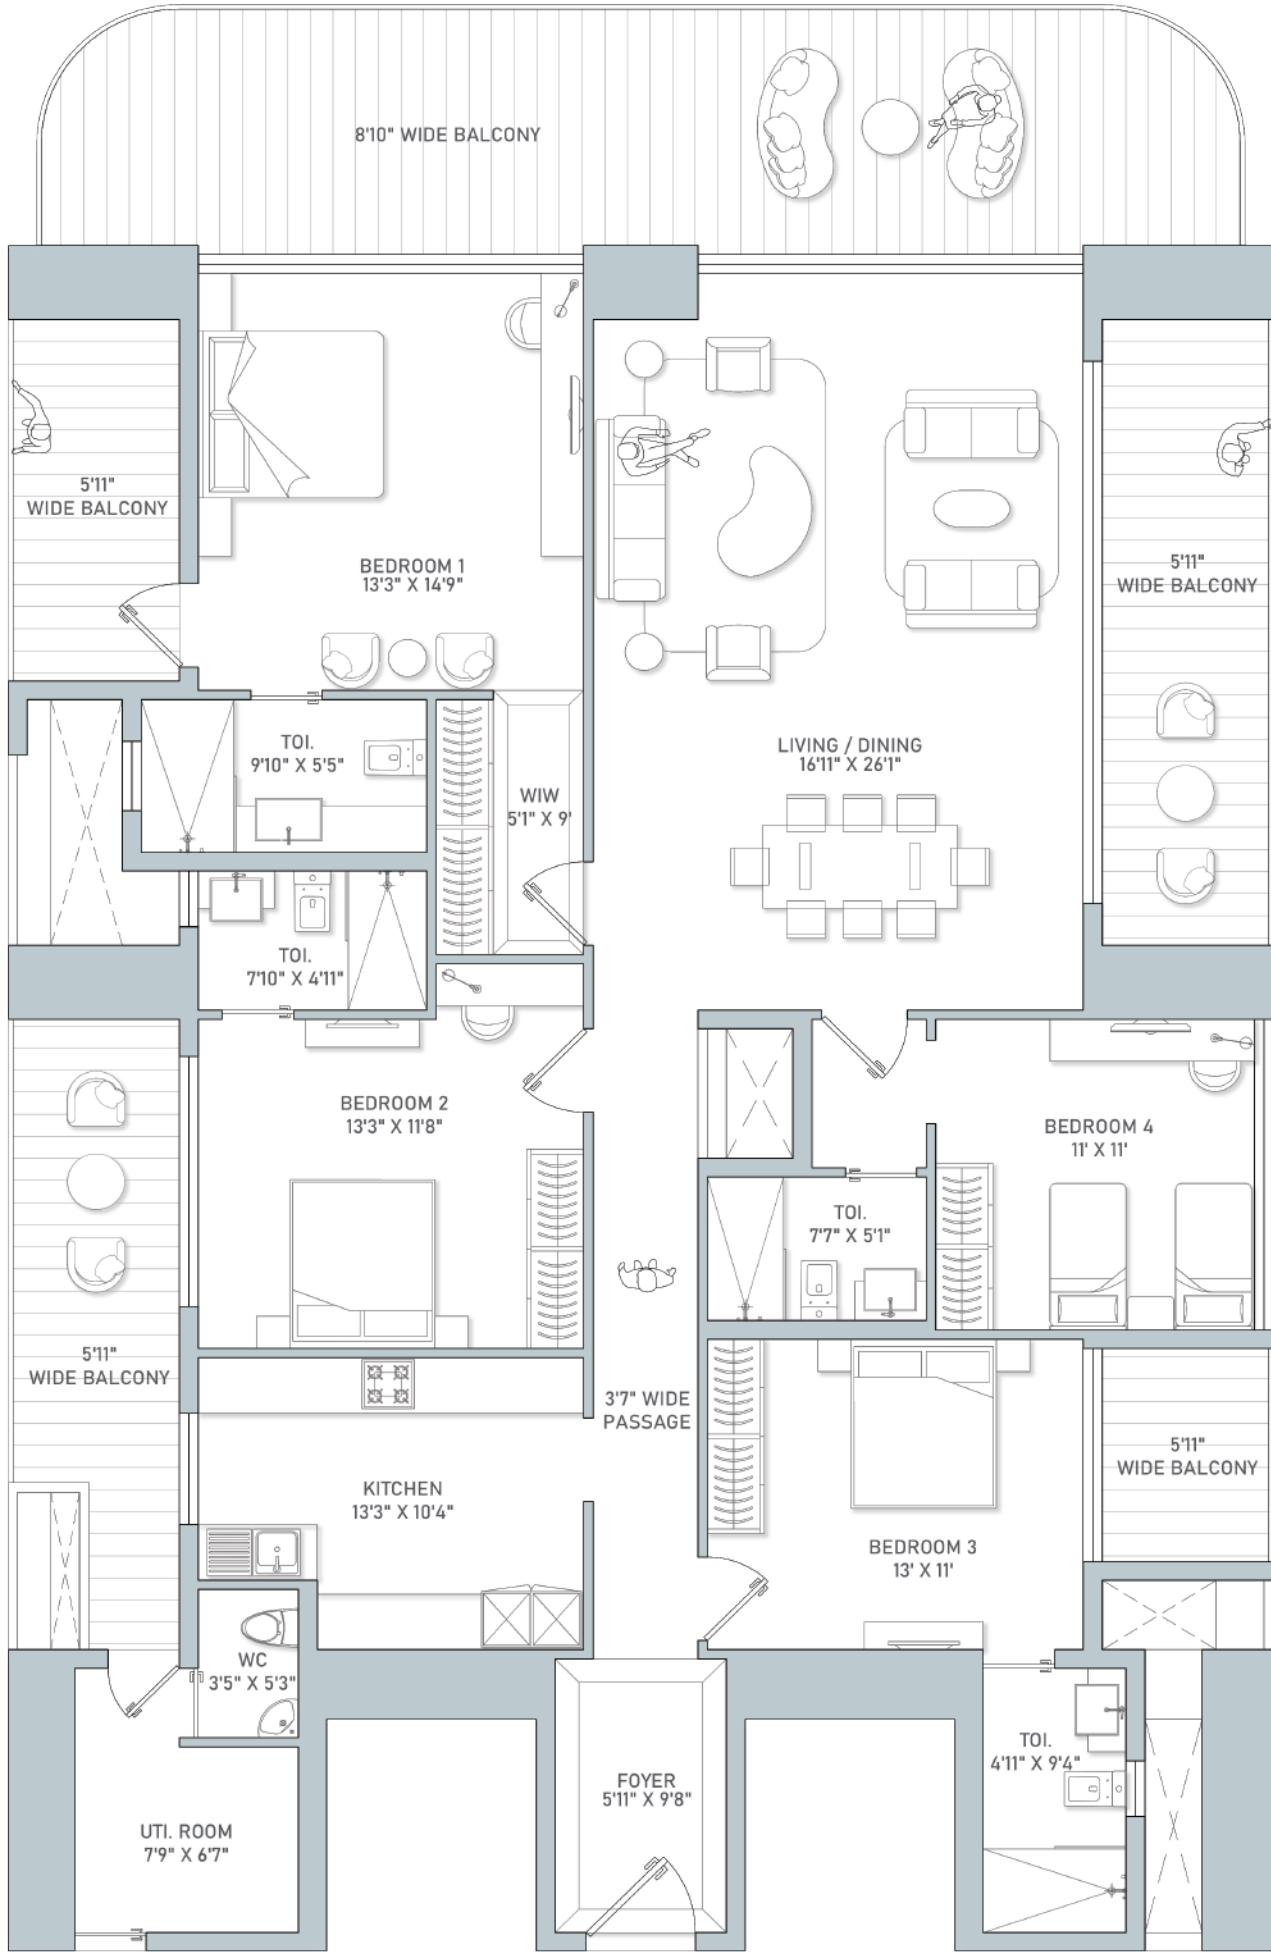 8'10" WIDE BALCONY
5'11"
WIDE BALCONY
BEDROOM 1
13'3" X 14'9"
5'11"
WIDE BALCONY
TOI.
9'10" X 5'5"
WIW
5'1" X 9'
LIVING / DINING
16'11" X 26'1"
TOI.
7'10" X 4'11"
BEDROOM 2
13'3" X 11'8"
BEDROOM 4
11' X 11'
TOI.
7'7" X 5'1"
5'11"
WIDE BALCONY
3'7" WIDE
PASSAGE
5'11"
WIDE BALCONY
KITCHEN
13'3" X 10'4"
BEDROOM 3
13' X 11'
WC
3'5" X 5'3"
TOI.
4'11" X 9'4"
FOYER
5'11" X 9'8"
UTI. ROOM
7'9" X 6'7"